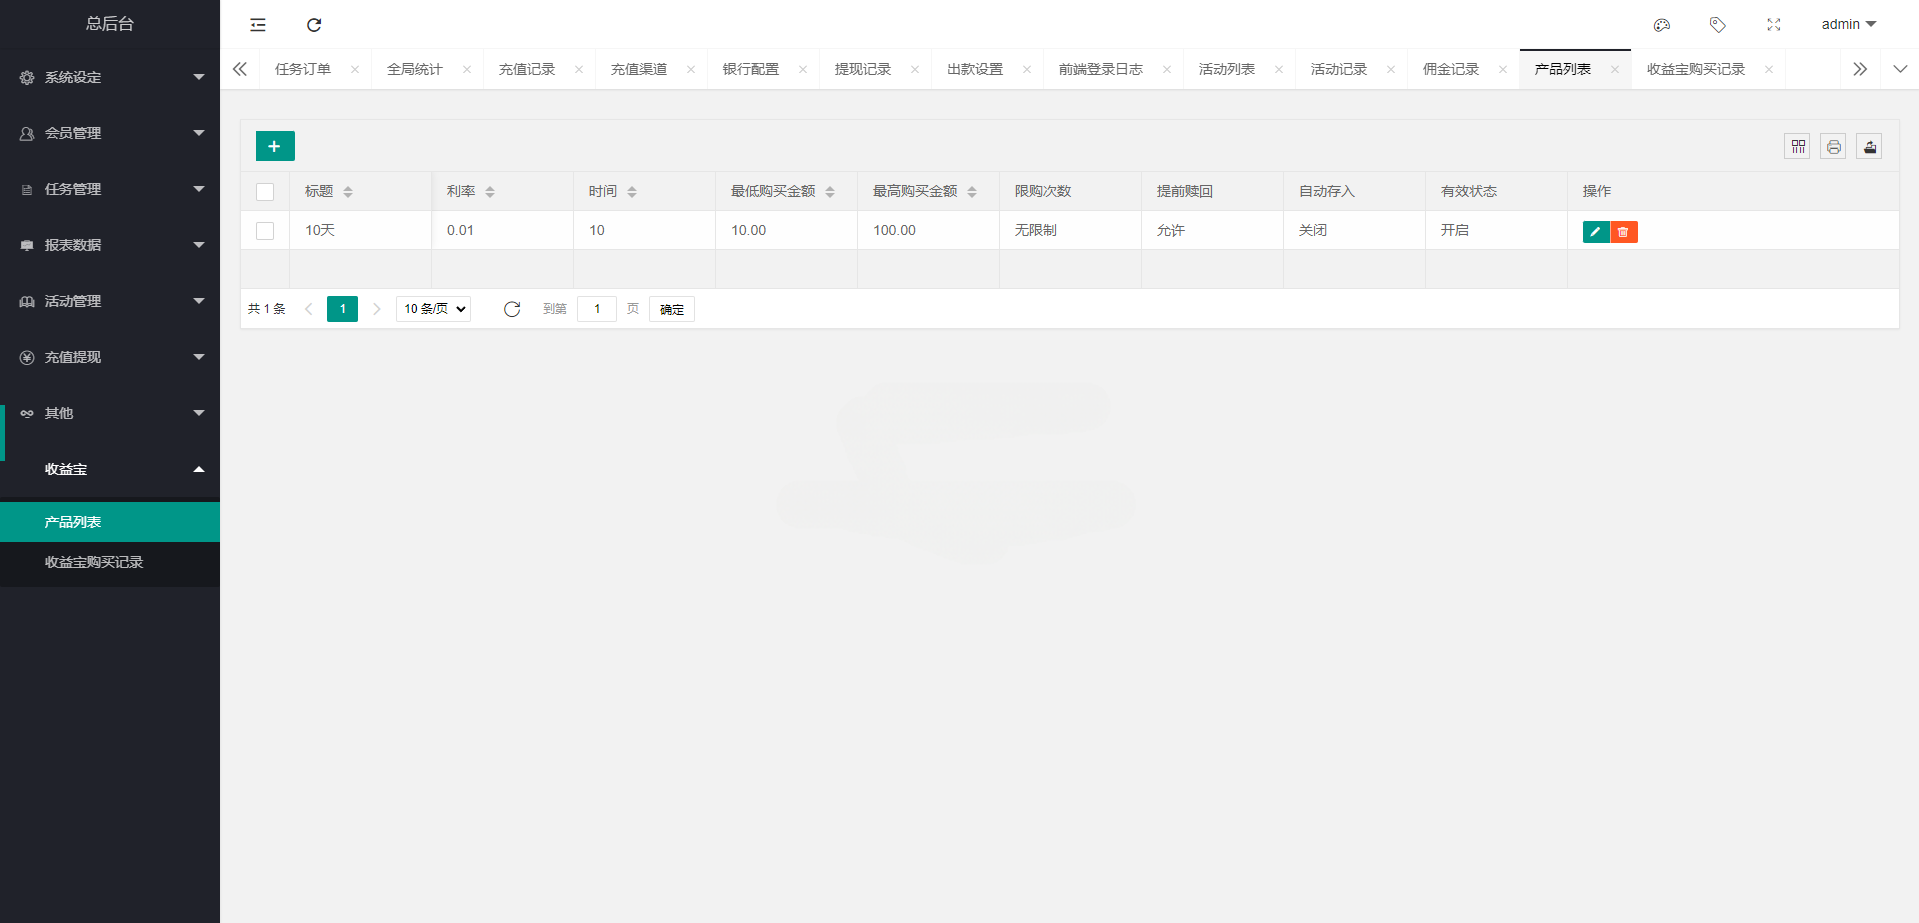 总后台
admin
系统设定
会员管理
任务管理
报表数据
活动管理
充值提现
其他
收益宝
产品列表
收益宝购买记录
任务订单 全局统计 充值记录 充值渠道 银行配置 提现记录 出款设置 前端登录日志 活动列表 活动记录 佣金记录 产品列表 收益宝购买记录
标题 利率 时间 最低购买金额 最高购买金额 限购次数 提前赎回 自动存入 有效状态 操作
10天 0.01 10 10.00 100.00 无限制 允许 关闭 开启
共 1 条 1 10 条/页 到第 1 页 确定